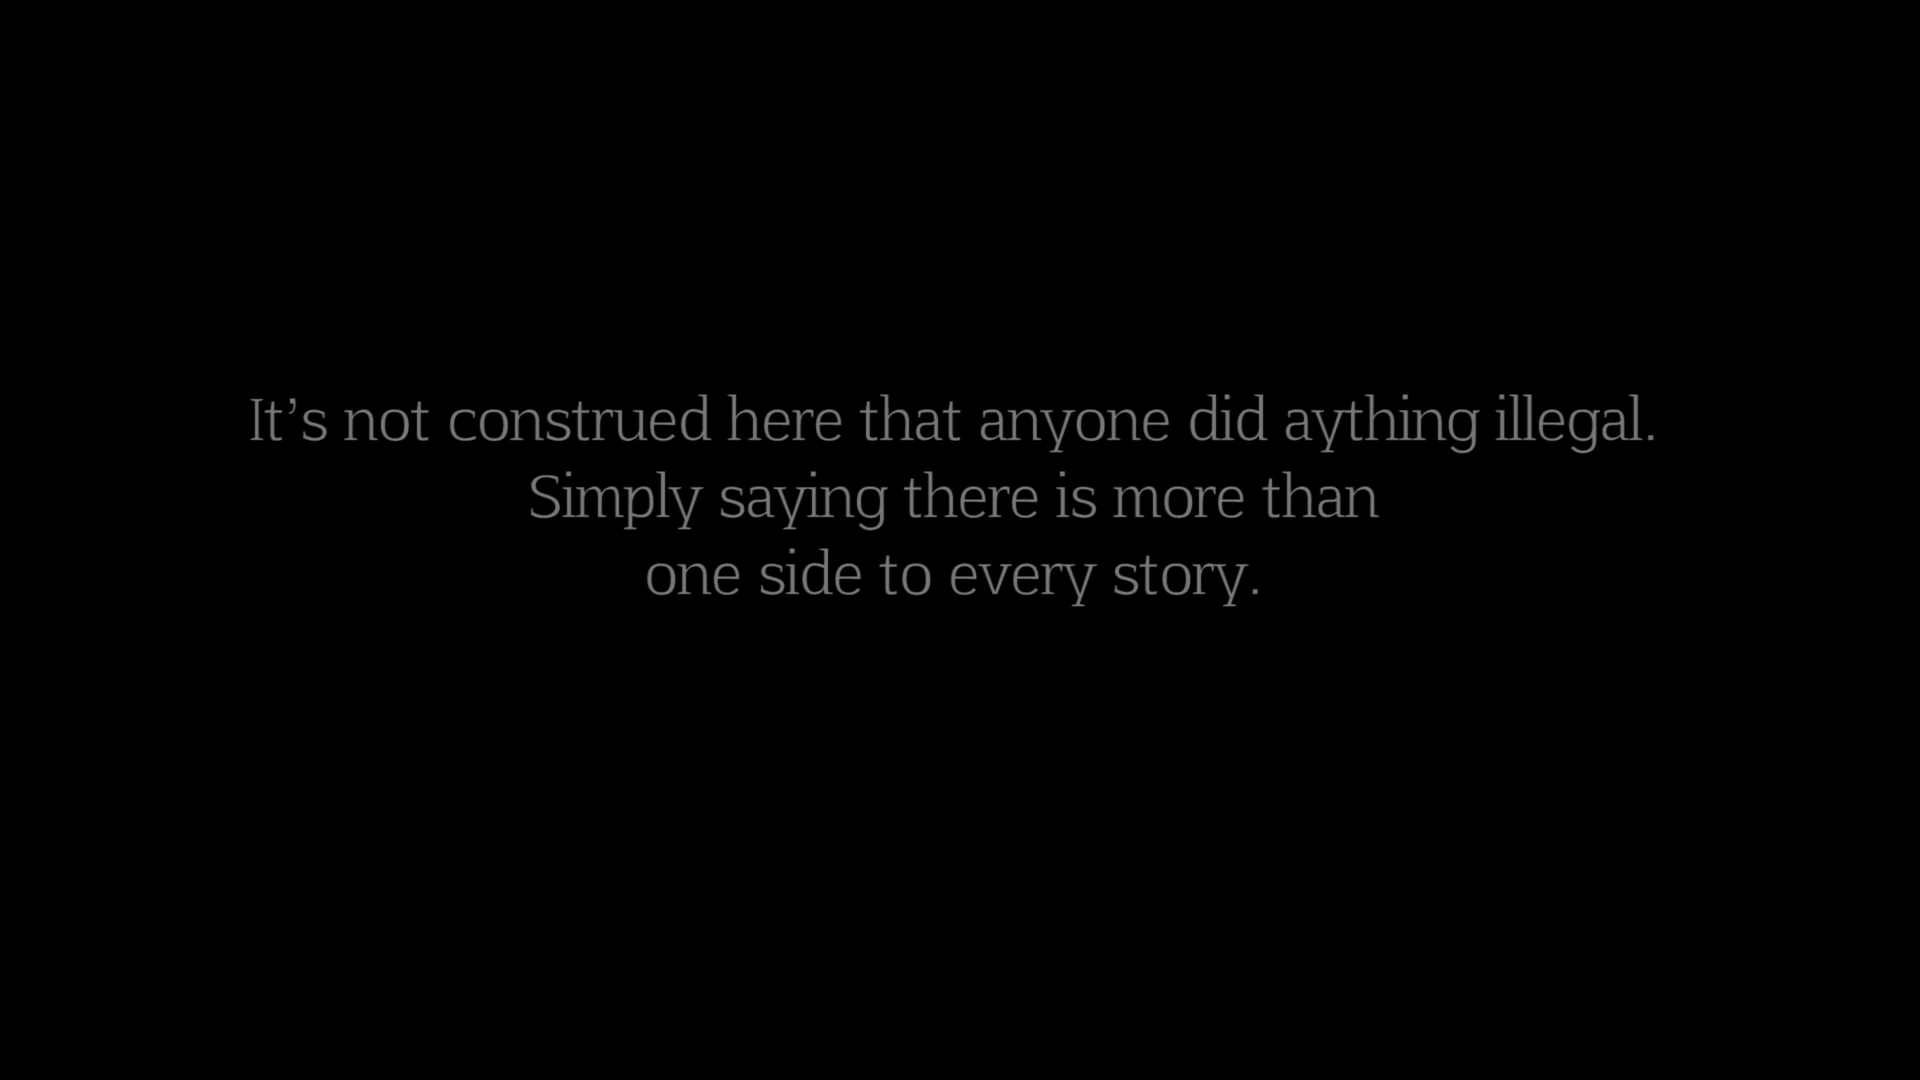 It’s not construed here that anyone did aything illegal.
Simply saying there is more than
one side to every story.